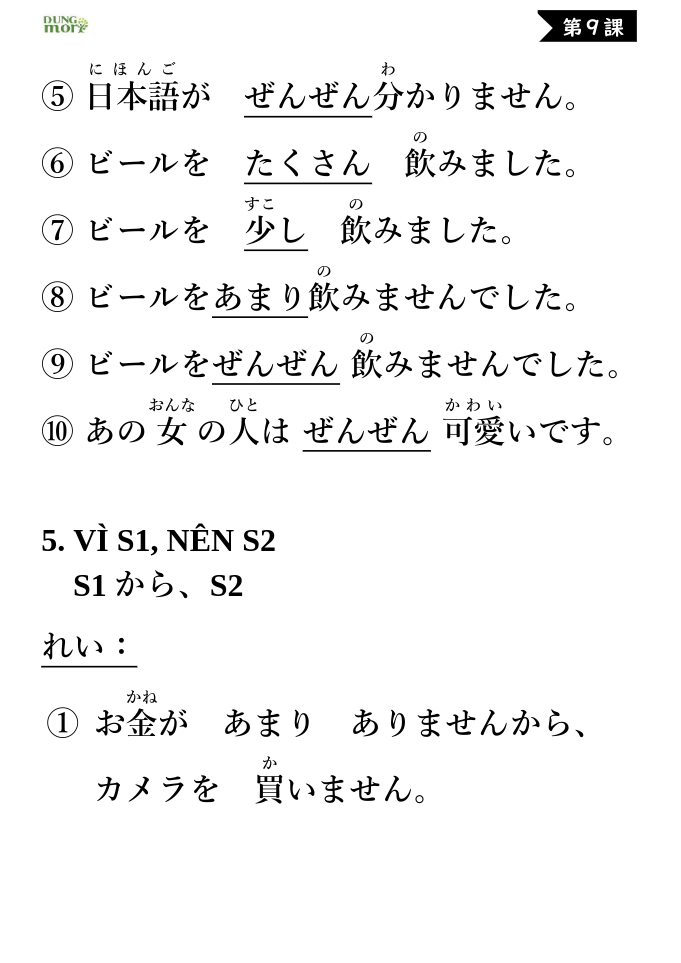 DUNG mori
第9課
にほんご わ
⑤ 日本語が ぜんぜん分かりません。
の
⑥ ビールを たくさん 飲みました。
すこ の
⑦ ビールを 少し 飲みました。
の
⑧ ビールをあまり飲みませんでした。
の
⑨ ビールをぜんぜん 飲みませんでした。
おんな ひと かわい
⑩ あの 女 の人は ぜんぜん 可愛いです。
5. VÌ S1, NÊN S2
S1 から、S2
れい：
かね
① お金が あまり ありませんから、
か
カメラを 買いません。